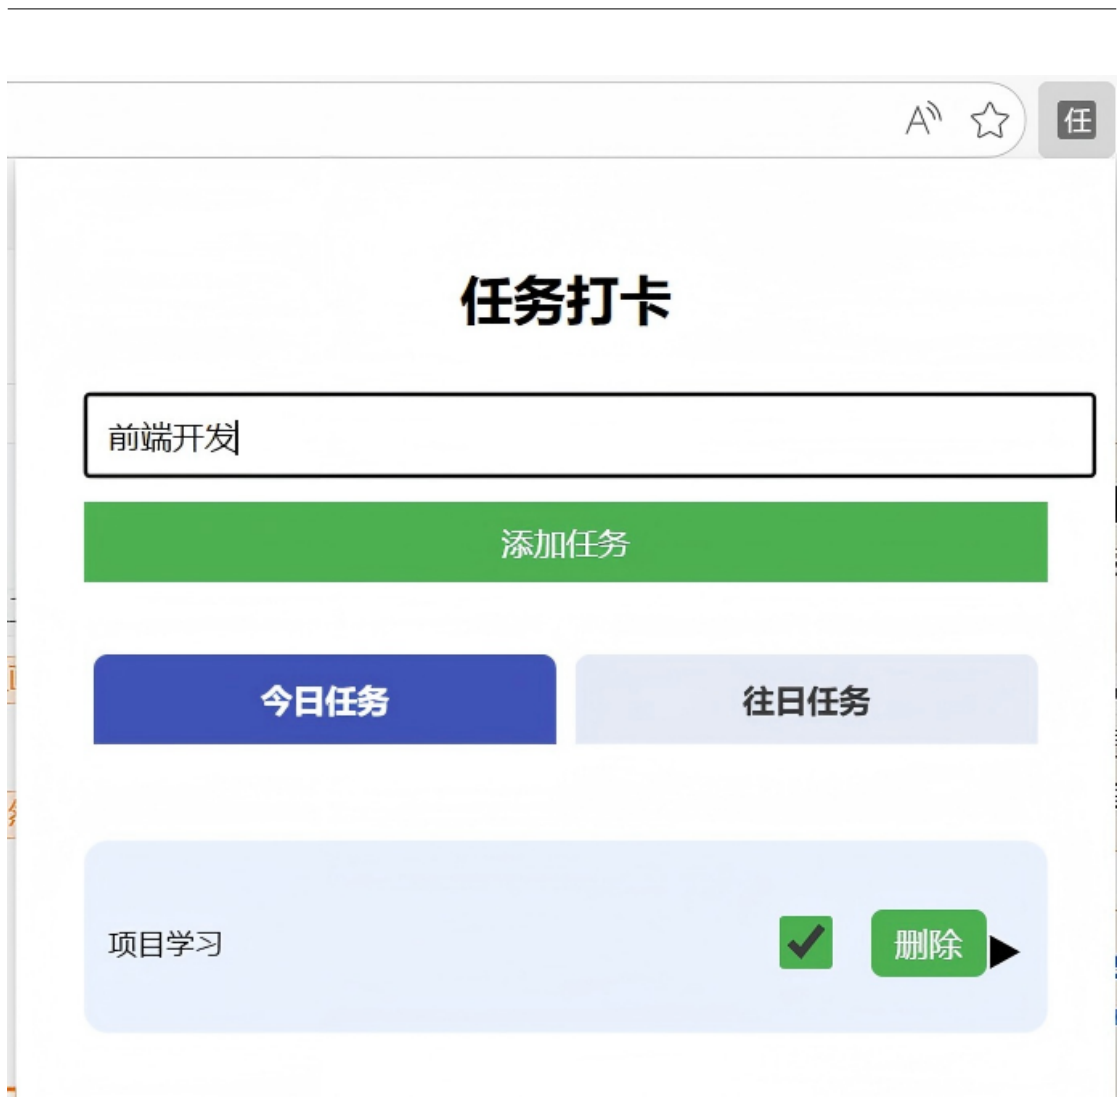 任
任务打卡
前端开发
添加任务
今日任务 往日任务
项目学习 删除